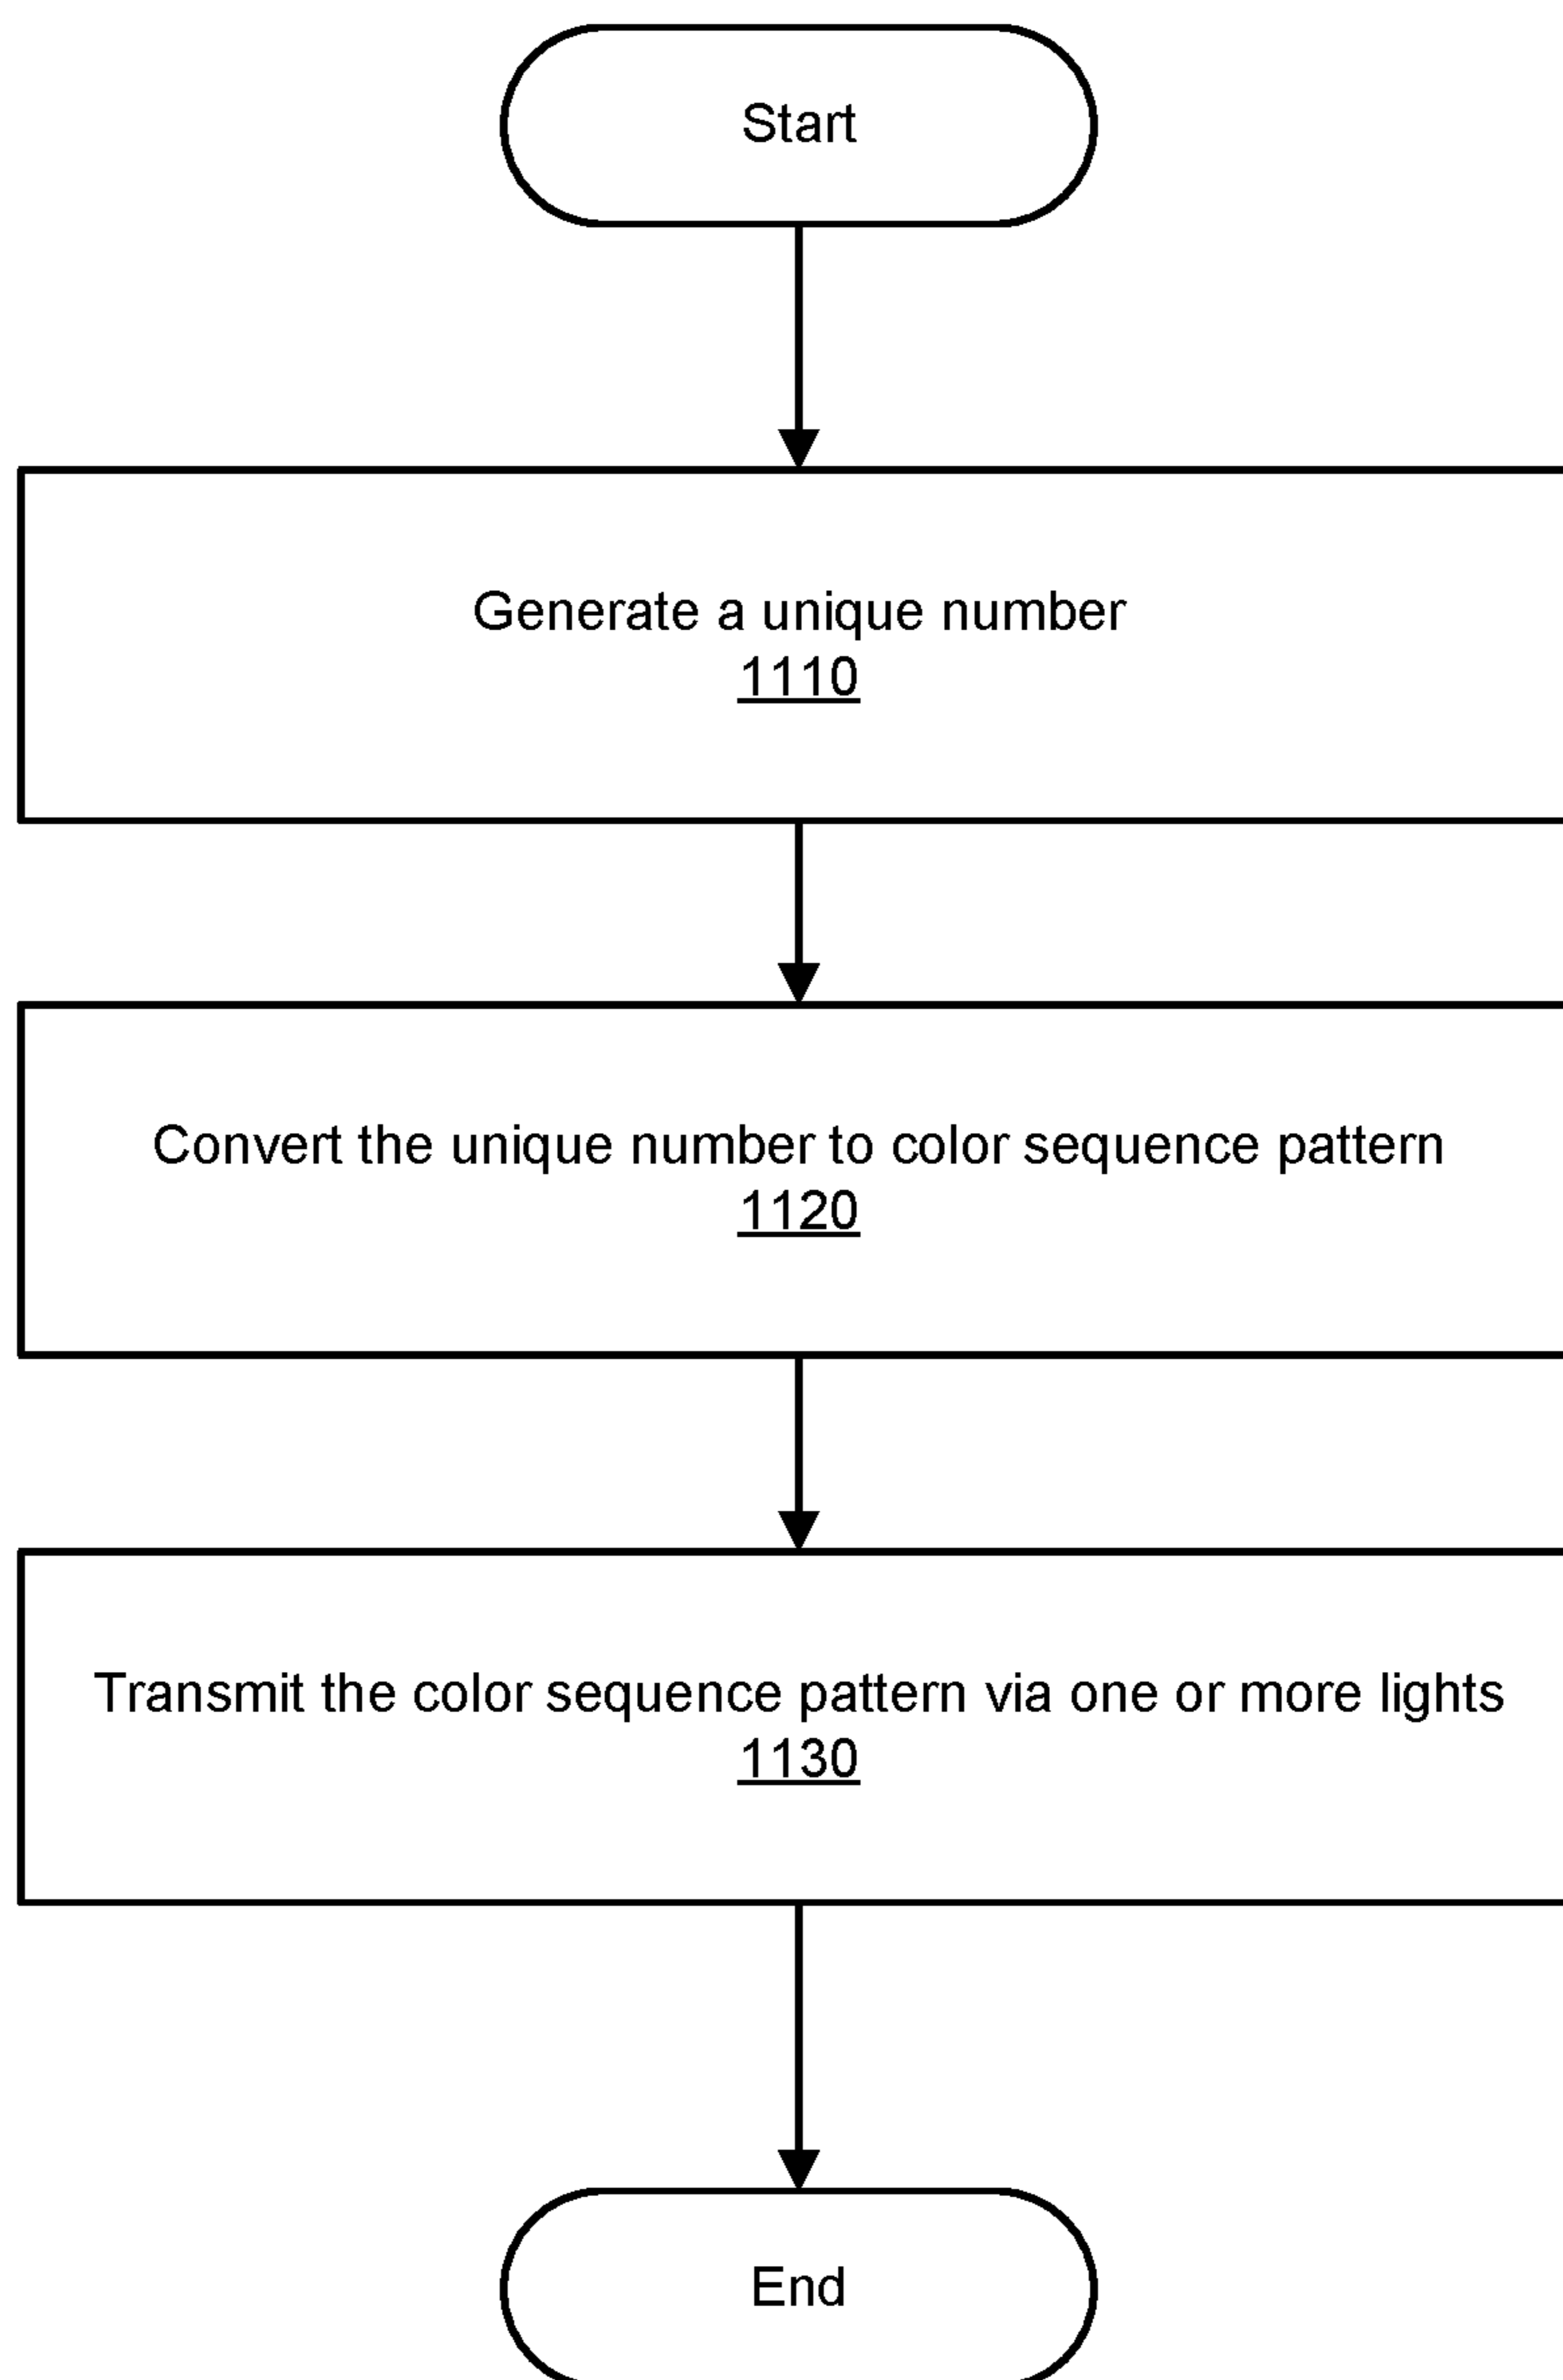 Start
Generate a unique number
1110
Convert the unique number to color sequence pattern
1120
Transmit the color sequence pattern via one or more lights
1130
End